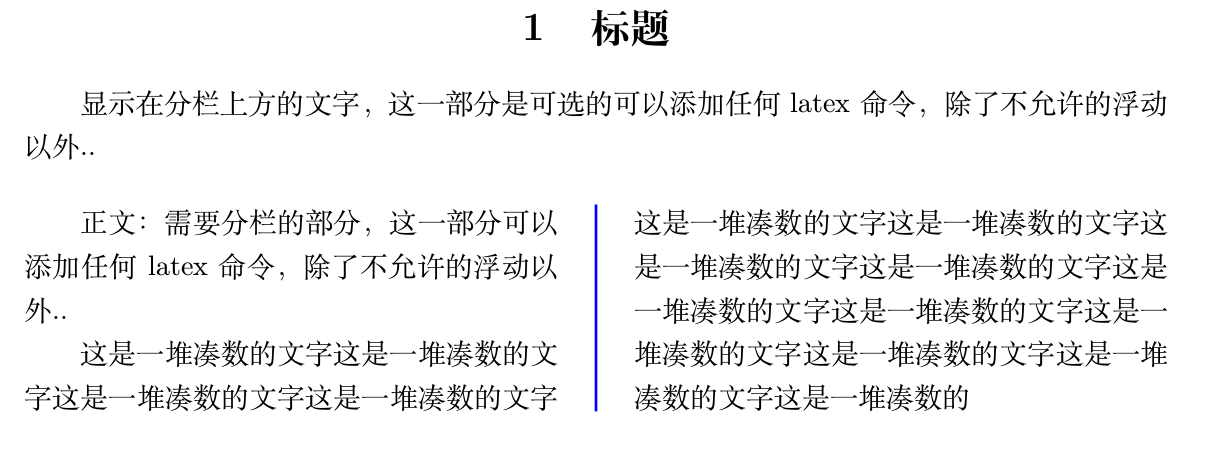 1 标题
显示在分栏上方的文字，这一部分是可选的可以添加任何 latex 命令，除了不允许的浮动
以外..
正文：需要分栏的部分，这一部分可以
添加任何 latex 命令，除了不允许的浮动以
外..
这是一堆凑数的文字这是一堆凑数的文
字这是一堆凑数的文字这是一堆凑数的文字
这是一堆凑数的文字这是一堆凑数的文字这
是一堆凑数的文字这是一堆凑数的文字这是
一堆凑数的文字这是一堆凑数的文字这是一
堆凑数的文字这是一堆凑数的文字这是一堆
凑数的文字这是一堆凑数的